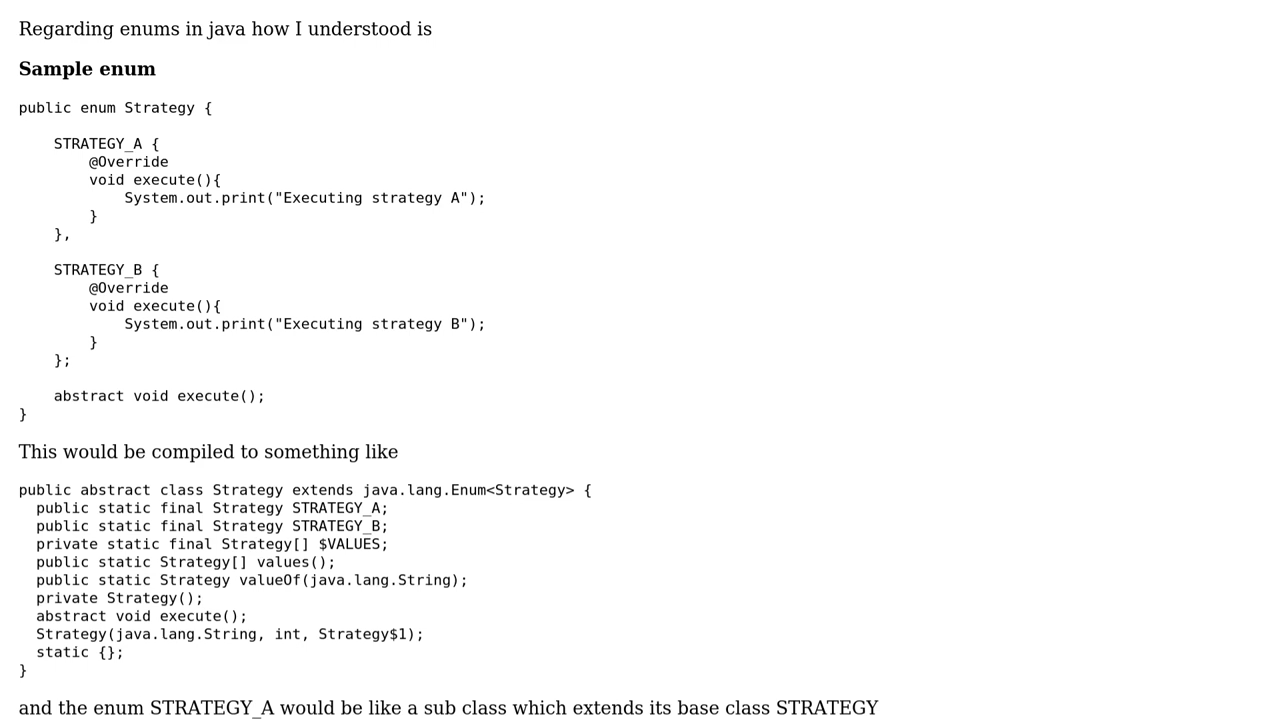 Regarding enums in java how I understood is
Sample enum
public enum Strategy {
    STRATEGY_A {
        @Override
        void execute(){
            System.out.print("Executing strategy A");
        }
    },
    STRATEGY_B {
        @Override
        void execute(){
            System.out.print("Executing strategy B");
        }
    };
    abstract void execute();
}
This would be compiled to something like
public abstract class Strategy extends java.lang.Enum<Strategy> {
  public static final Strategy STRATEGY_A;
  public static final Strategy STRATEGY_B;
  private static final Strategy[] $VALUES;
  public static Strategy[] values();
  public static Strategy valueOf(java.lang.String);
  private Strategy();
  abstract void execute();
  Strategy(java.lang.String, int, Strategy$1);
  static {};
}
and the enum STRATEGY_A would be like a sub class which extends its base class STRATEGY